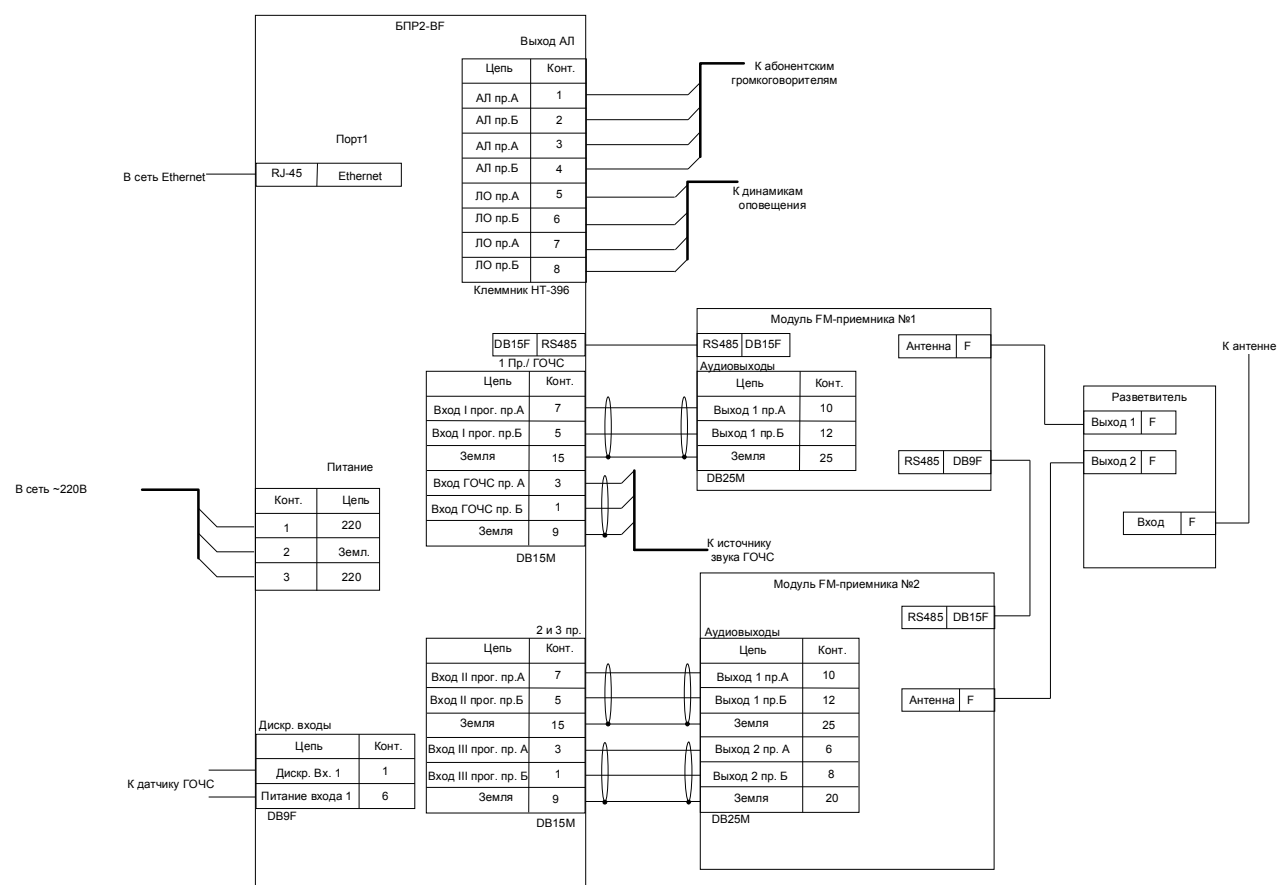 БПР2-BF
Выход АЛ
Цепь Конт.
АЛ пр.А 1
АЛ пр.Б 2
АЛ пр.А 3
АЛ пр.Б 4
ЛО пр.А 5
ЛО пр.Б 6
ЛО пр.А 7
ЛО пр.Б 8
Клеммник НТ-396
К абонентским
громкоговорителям
К динамикам
оповещения
Порт1
В сеть Ethernet
RJ-45 Ethernet
DB15F RS485
1 Пр./ ГОЧС
Цепь Конт.
Вход I прог. пр.А 7
Вход I прог. пр.Б 5
Земля 15
Вход ГОЧС пр. А 3
Вход ГОЧС пр. Б 1
Земля 9
DB15M
К источнику
звука ГОЧС
Модуль FM-приемника №1
RS485 DB15F
Аудиовыходы
Цепь Конт.
Выход 1 пр.А 10
Выход 1 пр.Б 12
Земля 25
DB25M
Антенна F
RS485 DB9F
К антенне
Разветвитель
Выход 1 F
Выход 2 F
Вход F
Питание
В сеть ~220В
Конт. Цепь
1 220
2 Земл.
3 220
Модуль FM-приемника №2
RS485 DB15F
Антенна F
Аудиовыходы
Цепь Конт.
Выход 1 пр.А 10
Выход 1 пр.Б 12
Земля 25
Выход 2 пр. А 6
Выход 2 пр. Б 8
Земля 20
DB25M
2 и 3 пр.
Цепь Конт.
Вход II прог. пр.А 7
Вход II прог. пр.Б 5
Земля 15
Вход III прог. пр. А 3
Вход III прог. пр. Б 1
Земля 9
DB15M
Дискр. входы
Цепь Конт.
Дискр. Вх. 1 1
Питание входа 1 6
DB9F
К датчику ГОЧС